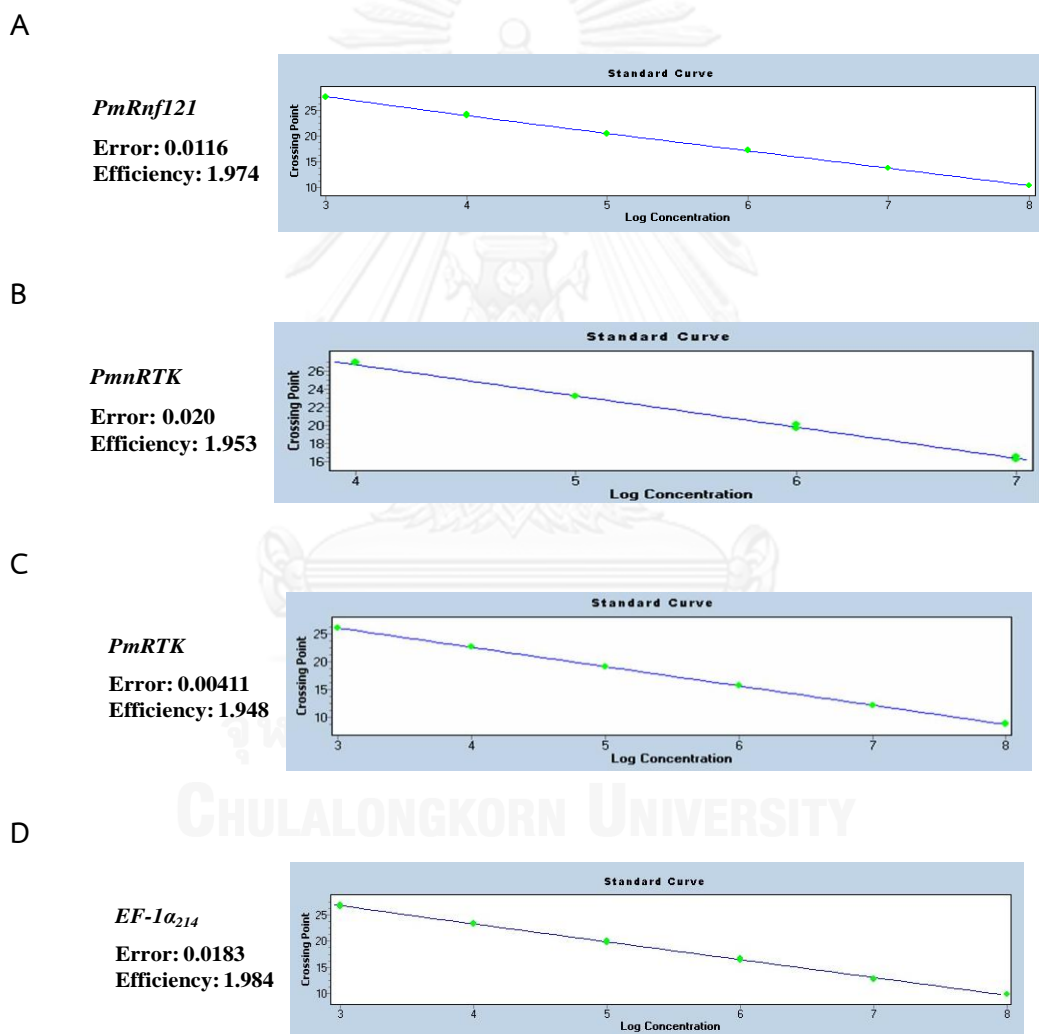 A
Standard Curve
PmRnf121
Error: 0.0116
Efficiency: 1.974
Crossing Point
25
20
15
10
3 4 5 6 7 8
Log Concentration
B
Standard Curve
PmnRTK
Error: 0.020
Efficiency: 1.953
Crossing Point
26
24
22
20
18
16
4 5 6 7
Log Concentration
C
Standard Curve
PmRTK
Error: 0.00411
Efficiency: 1.948
Crossing Point
25
20
15
10
3 4 5 6 7 8
Log Concentration
CHULALONGKORN UNIVERSITY
D
Standard Curve
EF-1α214
Error: 0.0183
Efficiency: 1.984
Crossing Point
25
20
15
10
3 4 5 6 7 8
Log Concentration